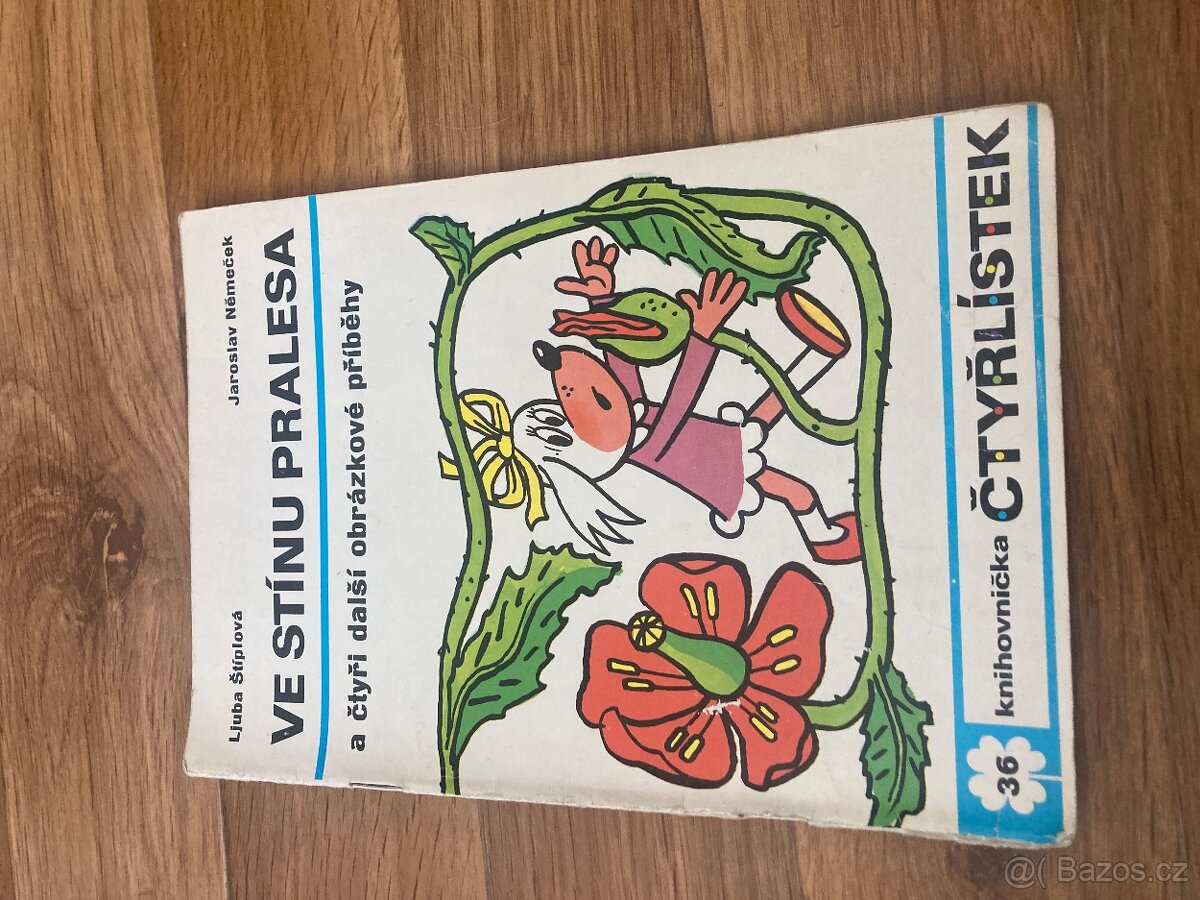 Ljuba Štíplová Jaroslav Němeček
VE STÍNU PRALESA
a čtyři další obrázkové příběhy
36 knihovnička ČTYŘLÍSTEK
@( Bazos.cz